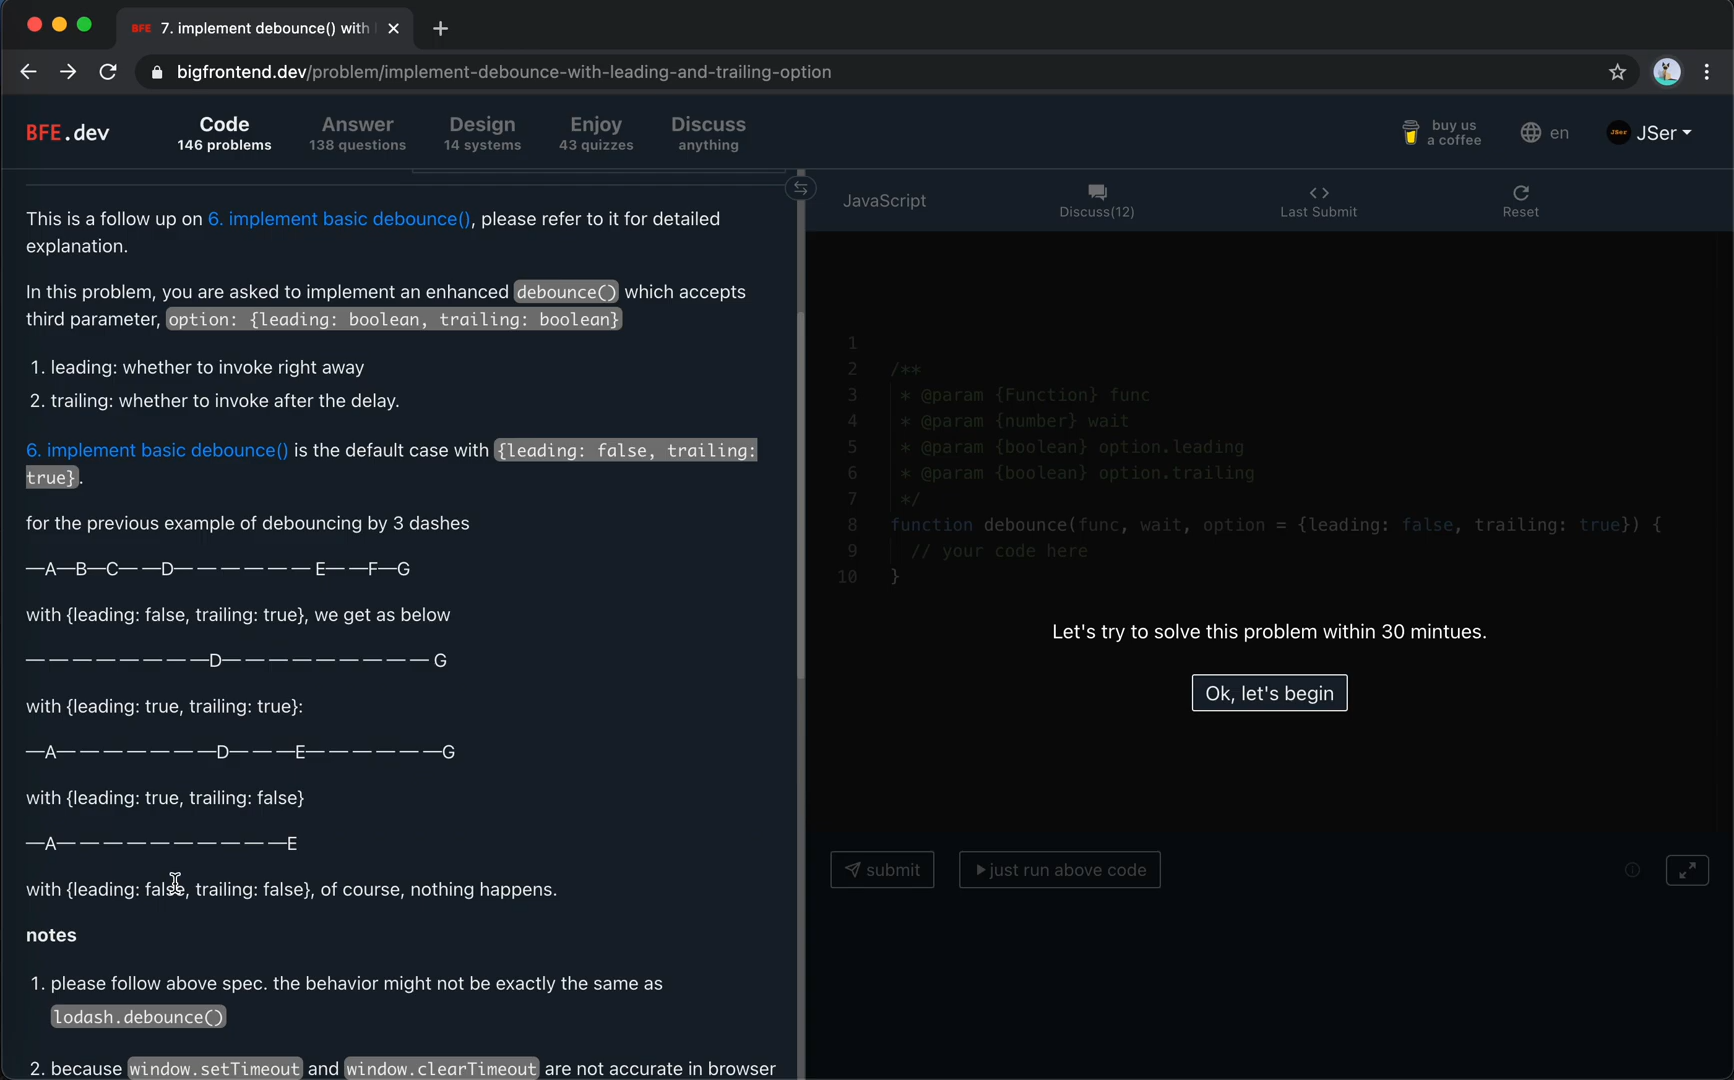 BFE 7. implement debounce() with
bigfrontend.dev/problem/implement-debounce-with-leading-and-trailing-option
BFE.dev
Code
146 problems
Answer
138 questions
Design
14 systems
Enjoy
43 quizzes
Discuss
anything
buy us
a coffee
en
JSer
JSer
This is a follow up on 6. implement basic debounce(), please refer to it for detailed
explanation.
In this problem, you are asked to implement an enhanced debounce() which accepts
third parameter, option: {leading: boolean, trailing: boolean}
1. leading: whether to invoke right away
2. trailing: whether to invoke after the delay.
6. implement basic debounce() is the default case with {leading: false, trailing:
true}.
for the previous example of debouncing by 3 dashes
—A—B—C— —D— — — — — — E— —F—G
with {leading: false, trailing: true}, we get as below
— — — — — — — —D— — — — — — — — — G
with {leading: true, trailing: true}:
—A— — — — — — —D— — —E— — — — — —G
with {leading: true, trailing: false}
—A— — — — — — — — — —E
with {leading: false, trailing: false}, of course, nothing happens.
notes
1. please follow above spec. the behavior might not be exactly the same as
lodash.debounce()
2. because window.setTimeout and window.clearTimeout are not accurate in browser
JavaScript
Discuss(12)
< >
Last Submit
Reset
1
2 /**
3 * @param {Function} func
4 * @param {number} wait
5 * @param {boolean} option.leading
6 * @param {boolean} option.trailing
7 */
8 function debounce(func, wait, option = {leading: false, trailing: true}) {
9 // your code here
10 }
Let's try to solve this problem within 30 mintues.
Ok, let's begin
submit
just run above code